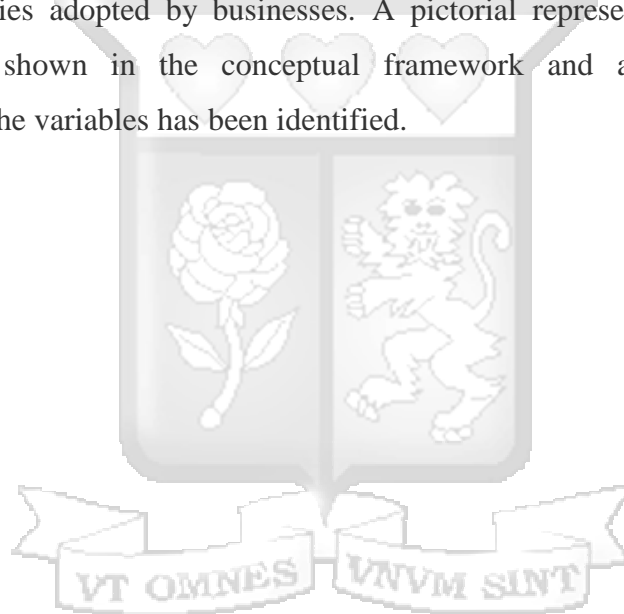 ies adopted by businesses. A pictorial represe
shown in the conceptual framework and a
he variables has been identified.
VT OMNES VNVM SINT